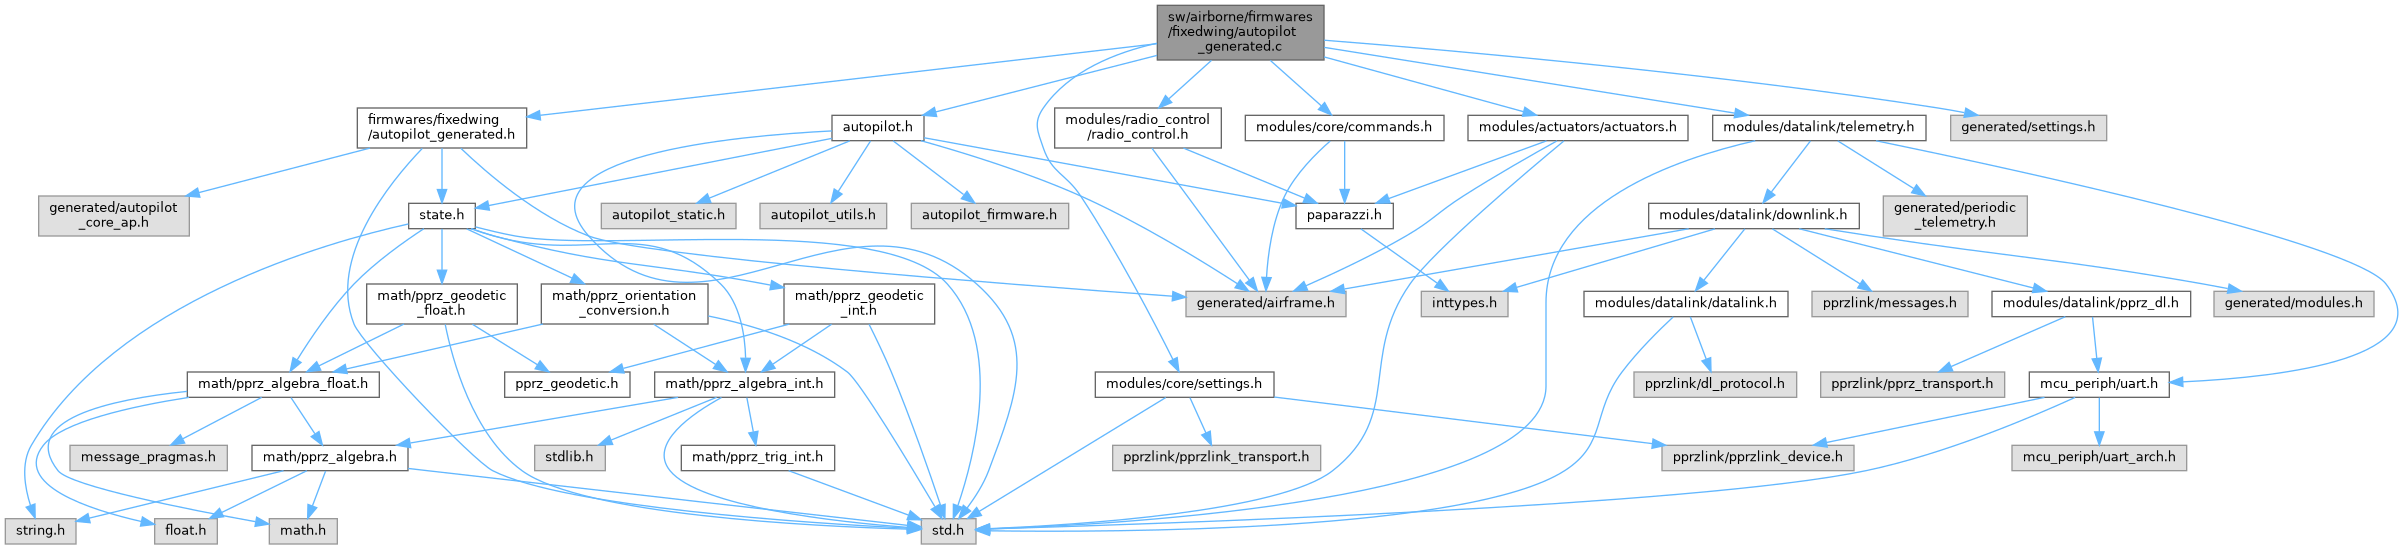 sw/airborne/firmwares
/fixedwing/autopilot
_generated.c
firmwares/fixedwing
/autopilot_generated.h
autopilot.h
modules/radio_control
/radio_control.h
modules/core/commands.h
modules/actuators/actuators.h
modules/datalink/telemetry.h
generated/settings.h
generated/autopilot
_core_ap.h
state.h
autopilot_static.h
autopilot_utils.h
autopilot_firmware.h
paparazzi.h
modules/datalink/downlink.h
generated/periodic
_telemetry.h
math/pprz_geodetic
_float.h
math/pprz_orientation
_conversion.h
math/pprz_geodetic
_int.h
generated/airframe.h
inttypes.h
modules/datalink/datalink.h
pprzlink/messages.h
modules/datalink/pprz_dl.h
generated/modules.h
math/pprz_algebra_float.h
pprz_geodetic.h
math/pprz_algebra_int.h
modules/core/settings.h
pprzlink/dl_protocol.h
pprzlink/pprz_transport.h
mcu_periph/uart.h
message_pragmas.h
math/pprz_algebra.h
stdlib.h
math/pprz_trig_int.h
pprzlink/pprzlink_transport.h
pprzlink/pprzlink_device.h
mcu_periph/uart_arch.h
string.h
float.h
math.h
std.h